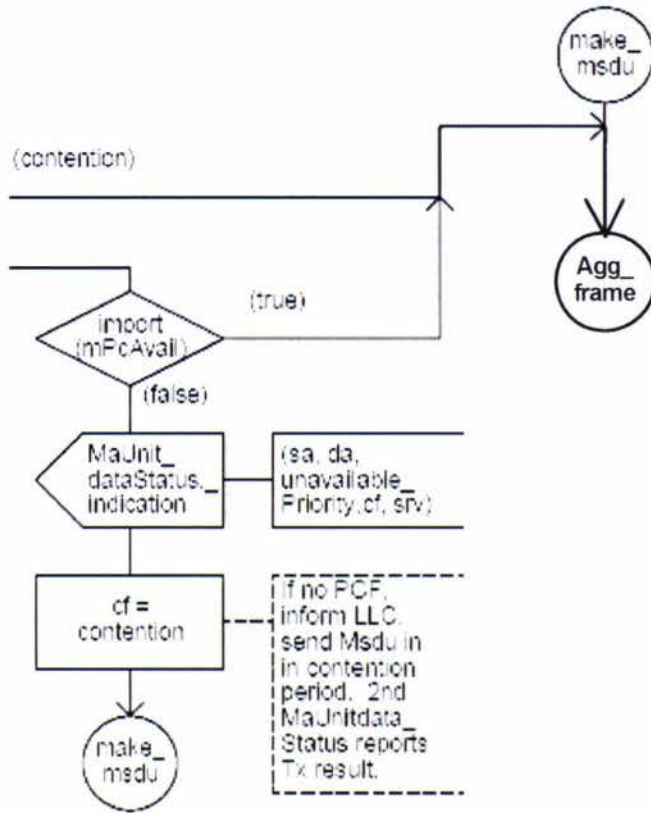 make_
msdu
(contention)
Agg_
frame
import
(mPcAvail)
(true)
(false)
MaUnit_
dataStatus._
indication
(sa, da,
unavailable_
Priority,cf, srv)
cf =
contention
If no PCF,
inform LLC,
send Msdu in
in contention
period. 2nd
MaUnitdata_
Status reports
Tx result.
make_
msdu